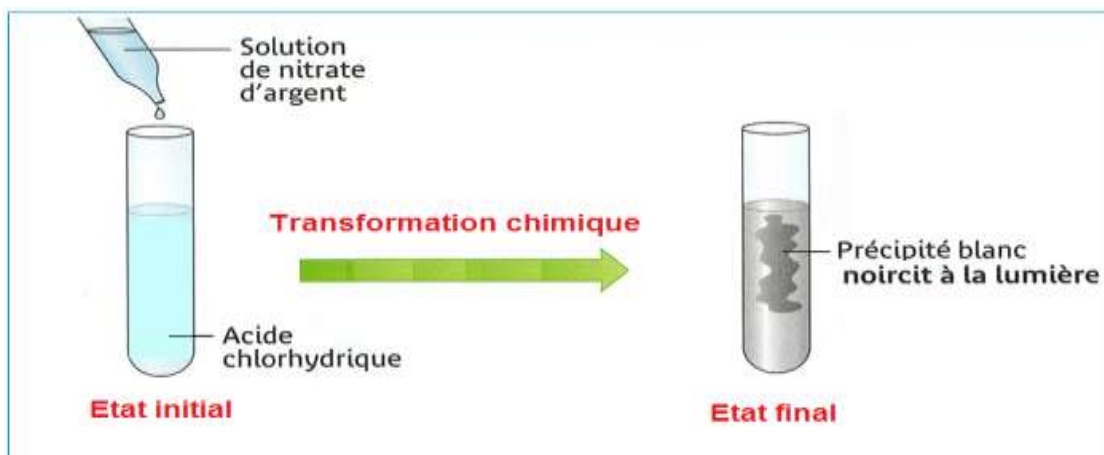 Solution
de nitrate
d'argent
Transformation chimique
Précipité blanc
noircit à la lumière
Acide
chlorhydrique
Etat initial
Etat final